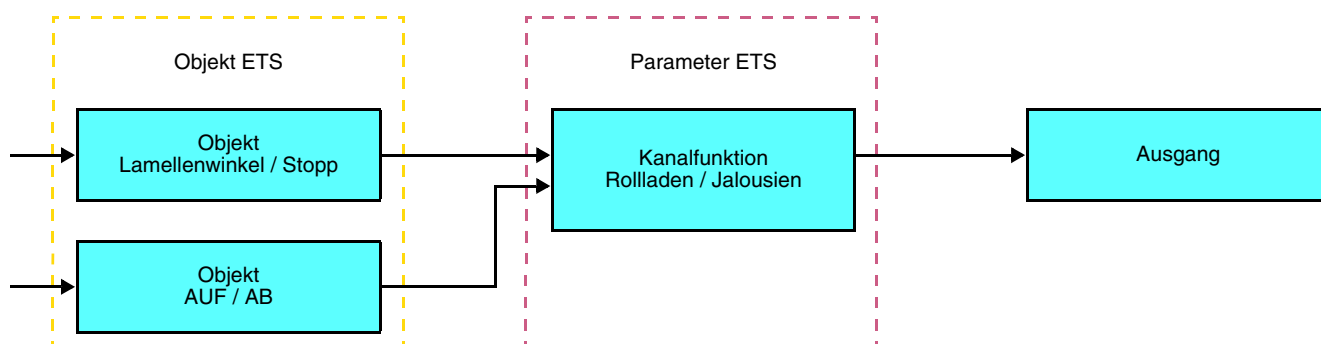 Objekt ETS
Parameter ETS
Objekt
Lamellenwinkel / Stopp
Kanalfunktion
Rollladen / Jalousien
Ausgang
Objekt
AUF / AB